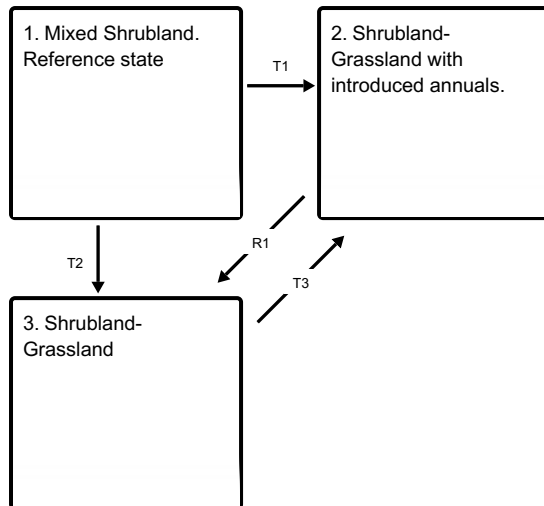 1. Mixed Shrubland.
Reference state
T1
2. Shrubland-
Grassland with
introduced annuals.
R1
T2
T3
3. Shrubland-
Grassland